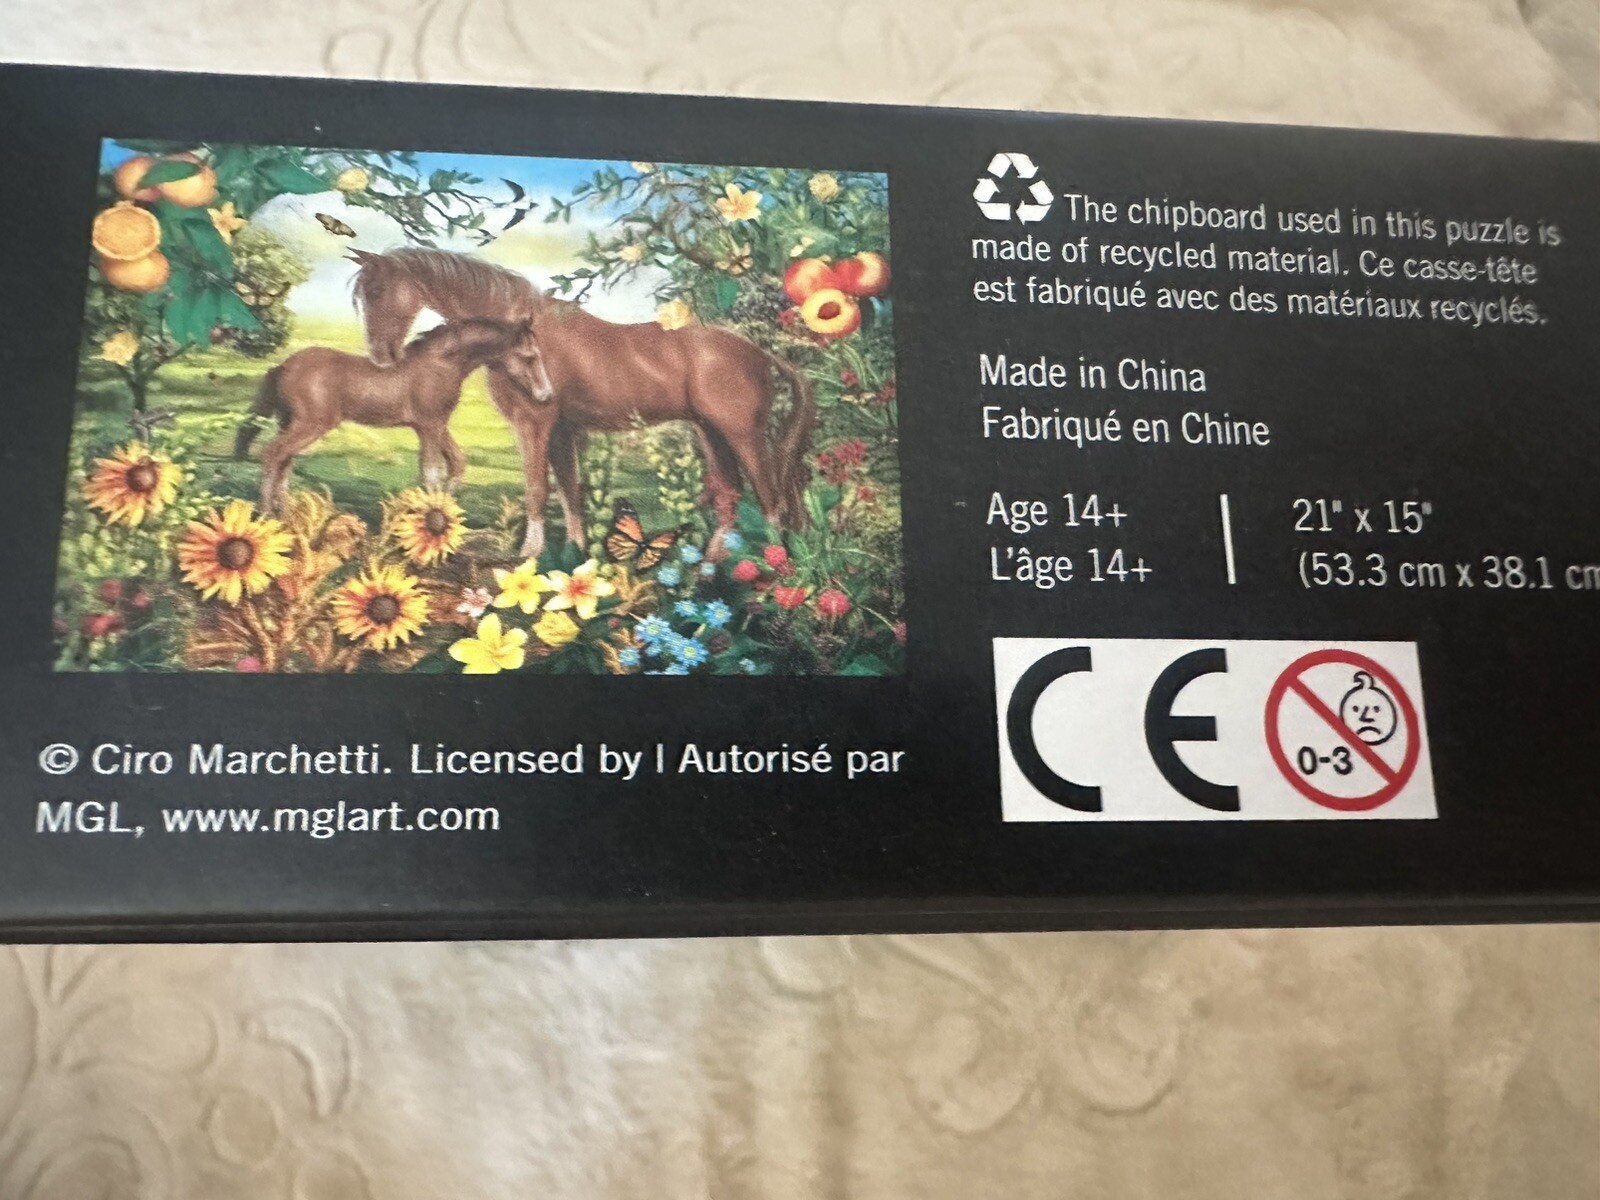 The chipboard used in this puzzle is
made of recycled material. Ce casse-tête
est fabriqué avec des matériaux recyclés.
Made in China
Fabriqué en Chine
Age 14+
L'âge 14+
21" x 15"
(53.3 cm x 38.1 cm
CE
0-3
© Ciro Marchetti. Licensed by | Autorisé par
MGL, www.mglart.com